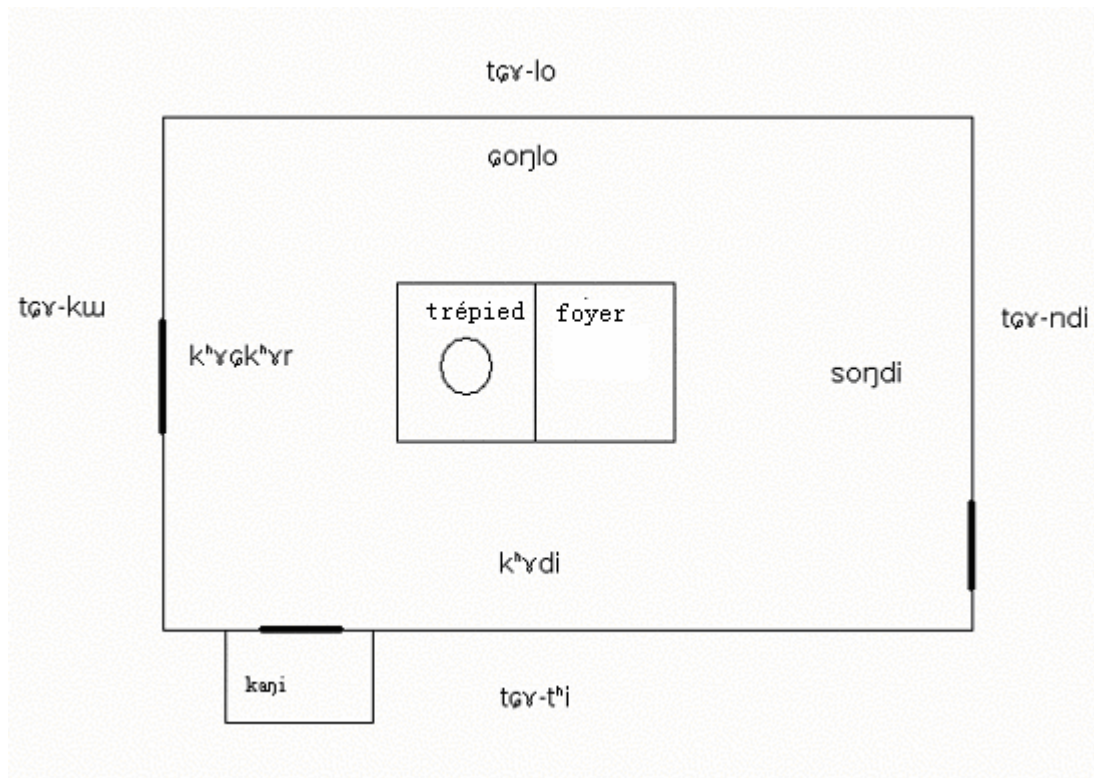 tɕɤ-lo
ɕoŋlo
tɕɤ-kɯ
trépied
foyer
tɕɤ-ndi
kʰɤɕkʰɤr
soŋdi
kʰɤdi
kaŋi
tɕɤ-tʰi